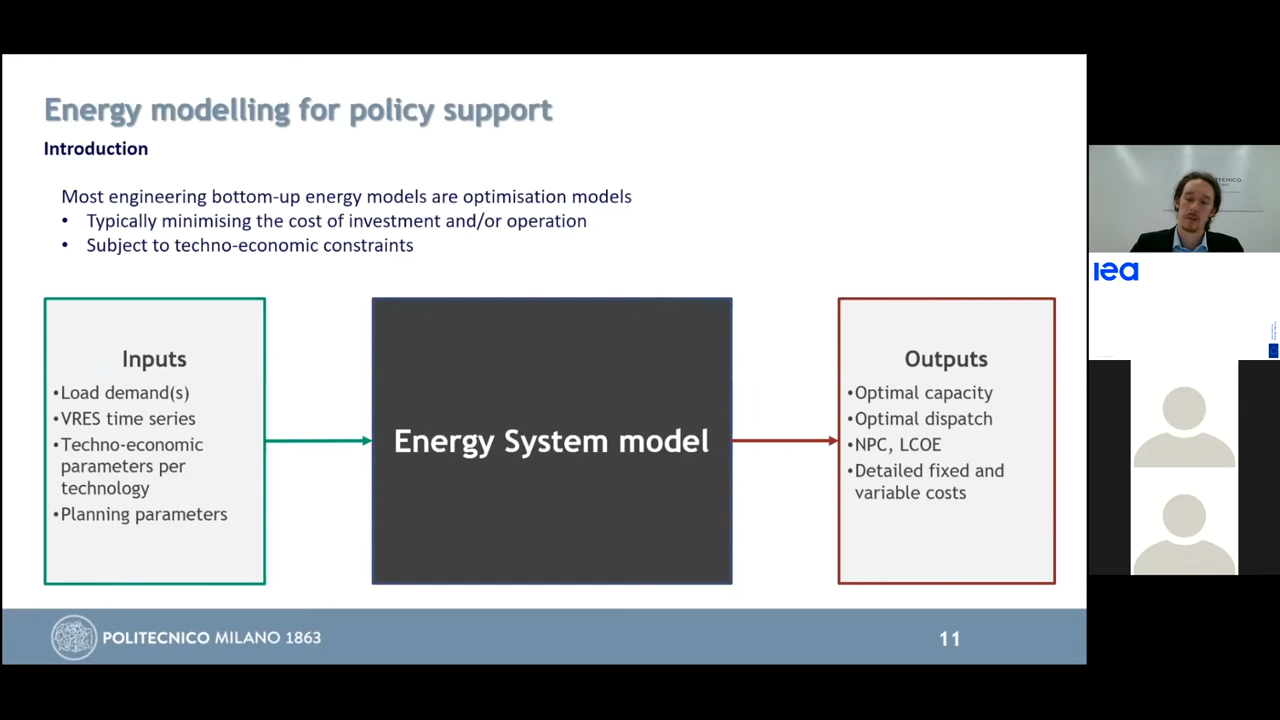 Energy modelling for policy support
Introduction
Most engineering bottom-up energy models are optimisation models
• Typically minimising the cost of investment and/or operation
• Subject to techno-economic constraints
Inputs
•Load demand(s)
•VRES time series
•Techno-economic
parameters per
technology
•Planning parameters
Energy System model
Outputs
•Optimal capacity
•Optimal dispatch
•NPC, LCOE
•Detailed fixed and
variable costs
POLITECNICO MILANO 1863
11
iea